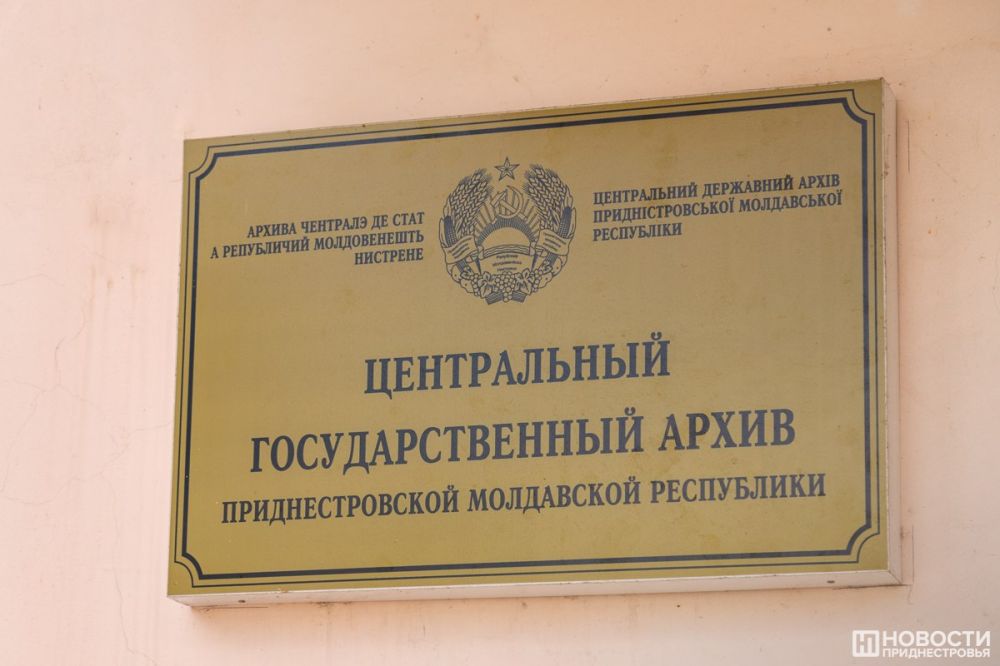 АРХИВА ЧЕНТРАЛЭ ДЕ СТАТ
А РЕПУБЛИЧИЙ МОЛДОВЕНЕШТЬ
НИСТРЕНЕ
ЦЕНТРАЛЬНИЙ ДЕРЖАВНИЙ АРХІВ
ПРИДНІСТРОВСЬКОЇ МОЛДАВСЬКОЇ
РЕСПУБЛІКИ
ЦЕНТРАЛЬНЫЙ
ГОСУДАРСТВЕННЫЙ АРХИВ
ПРИДНЕСТРОВСКОЙ МОЛДАВСКОЙ РЕСПУБЛИКИ
НОВОСТИ
ПРИДНЕСТРОВЬЯ